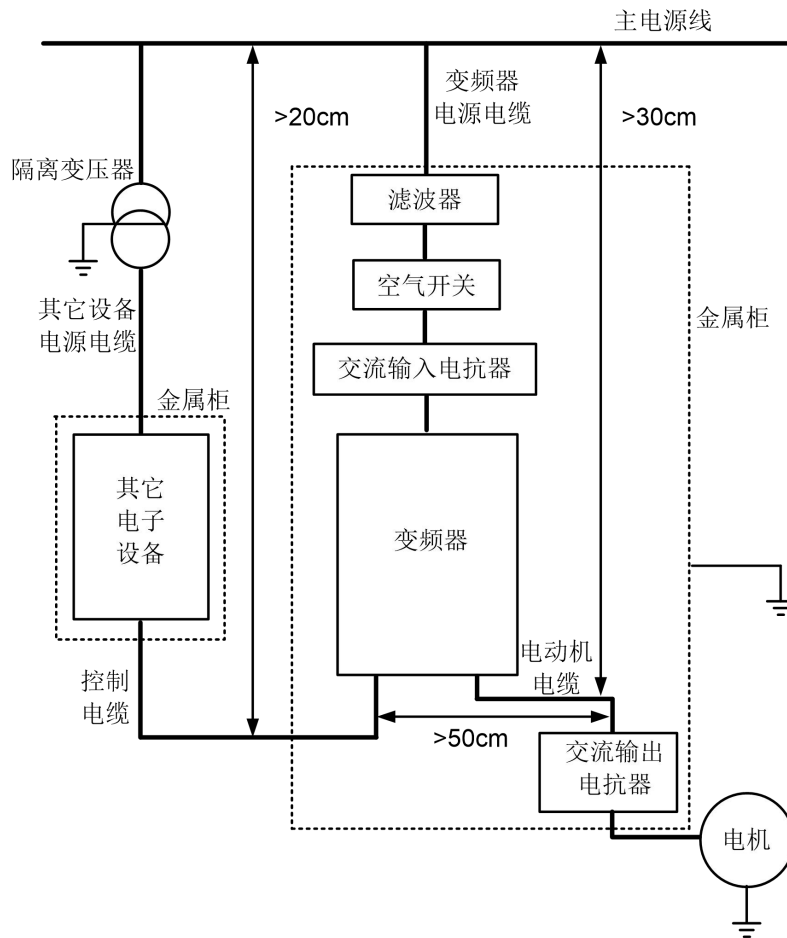 主电源线
变频器
电源电缆
>20cm
>30cm
隔离变压器
滤波器
空气开关
其它设备
电源电缆
金属柜
交流输入电抗器
金属柜
其它
电子
设备
变频器
电动机
电缆
控制
电缆
>50cm
交流输出
电抗器
电机